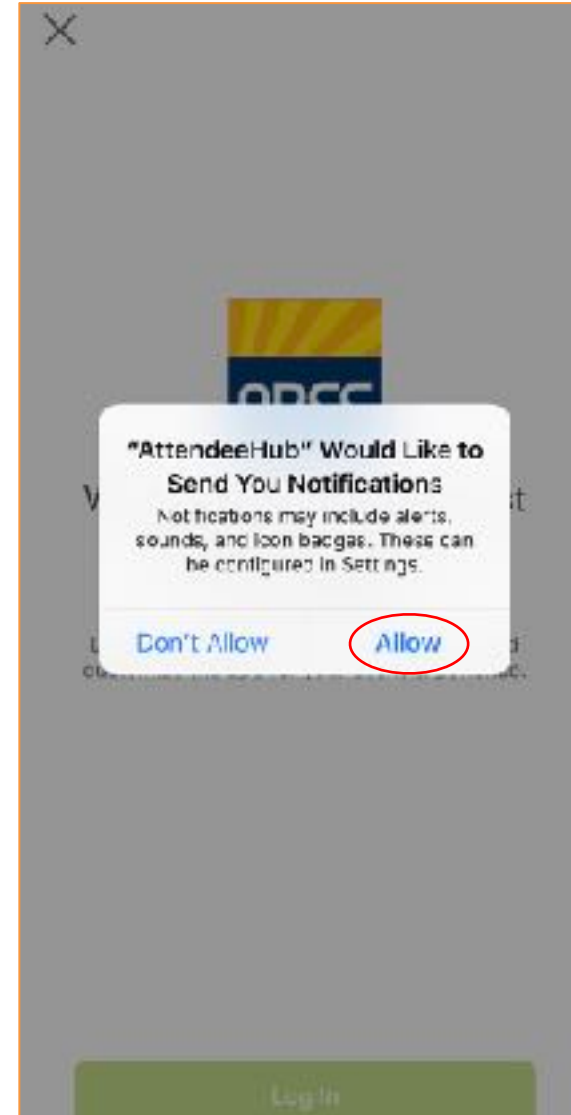 "AttendeeHub" Would Like to
Send You Notifications
Notifications may include alerts,
sounds, and icon badges. These can
be configured in Settings.
Don't Allow
Allow
Log In